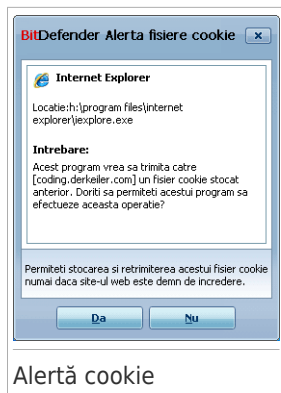 BitDefender Alerta fisiere cookie
Internet Explorer
Locatie:h:\program files\internet
explorer\iexplore.exe
Intrebare:
Acest program vrea sa trimita catre
[coding.derkeiler.com] un fisier cookie stocat
anterior. Doriti sa permiteti acestui program sa
efectueze aceasta operatie?
Permiteti stocarea si retrimiterea acestui fisier cookie
numai daca site-ul web este demn de incredere.
Da
Nu
Alertă cookie